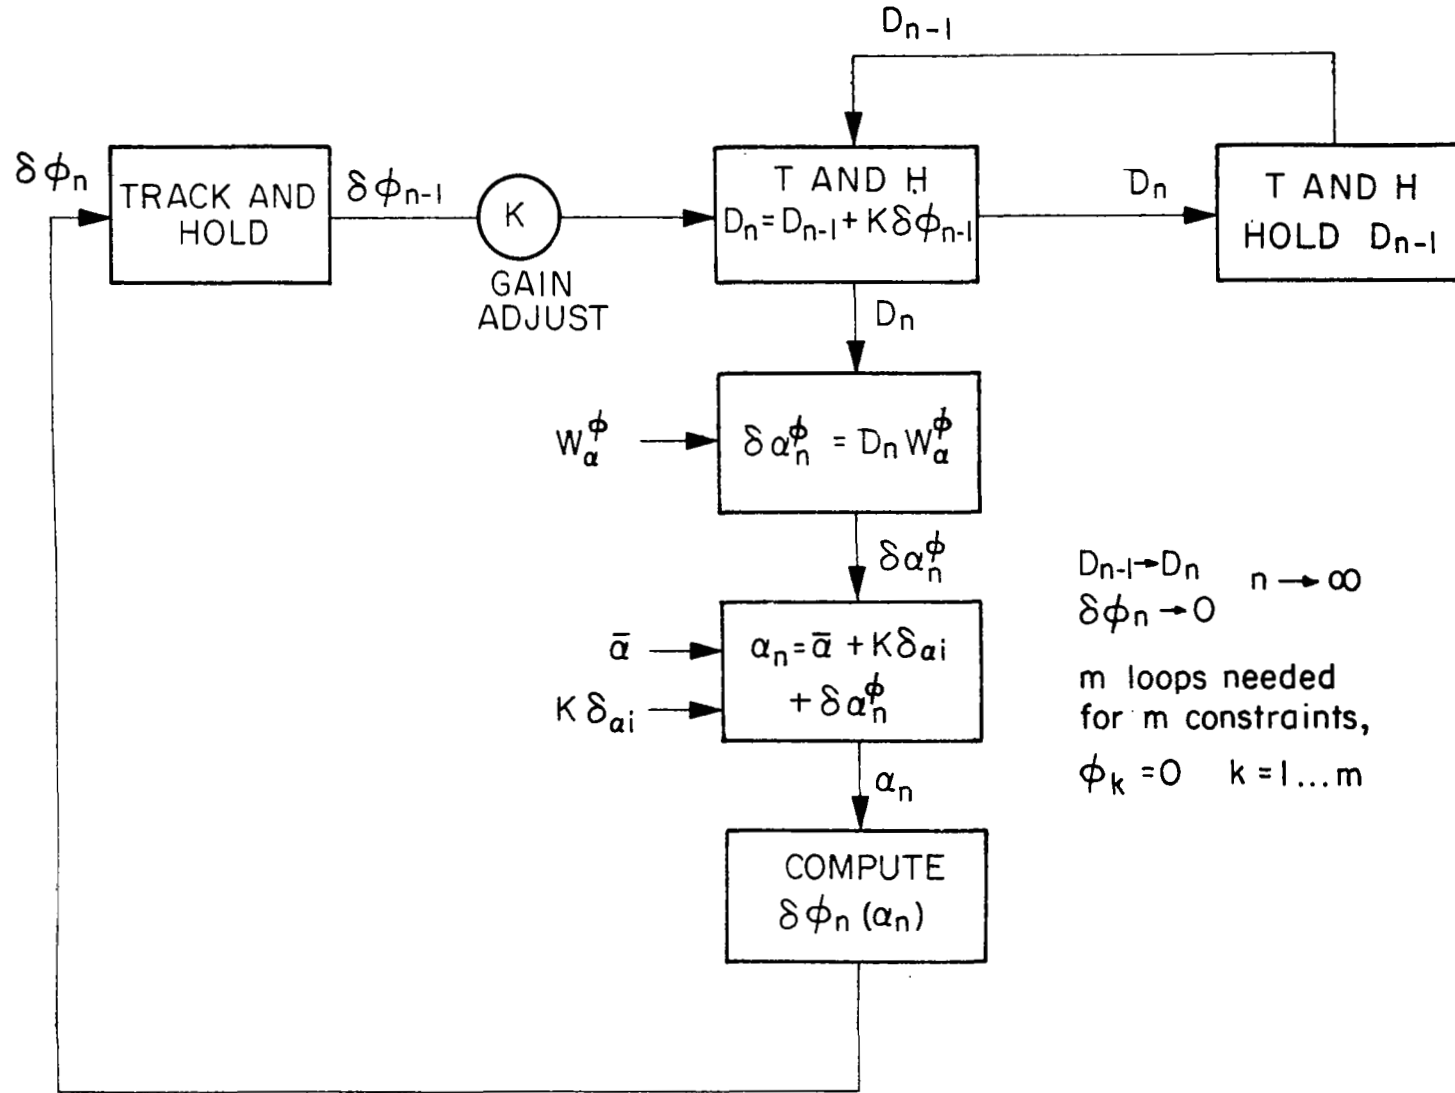 D_{n-1}
δϕ_n
TRACK AND
HOLD
δϕ_{n-1}
K
GAIN
ADJUST
T AND H
D_n = D_{n-1} + Kδϕ_{n-1}
D_n
T AND H
HOLD D_{n-1}
D_n
W_α^ϕ
δα_n^ϕ = D_n W_α^ϕ
δα_n^ϕ
ᾱ
Kδ_{αi}
α_n = ᾱ + Kδ_{αi}
+ δα_n^ϕ
α_n
COMPUTE
δϕ_n (α_n)
D_{n-1} → D_n n → ∞
δϕ_n → 0
m loops needed
for m constraints,
ϕ_k = 0 k = 1 ... m